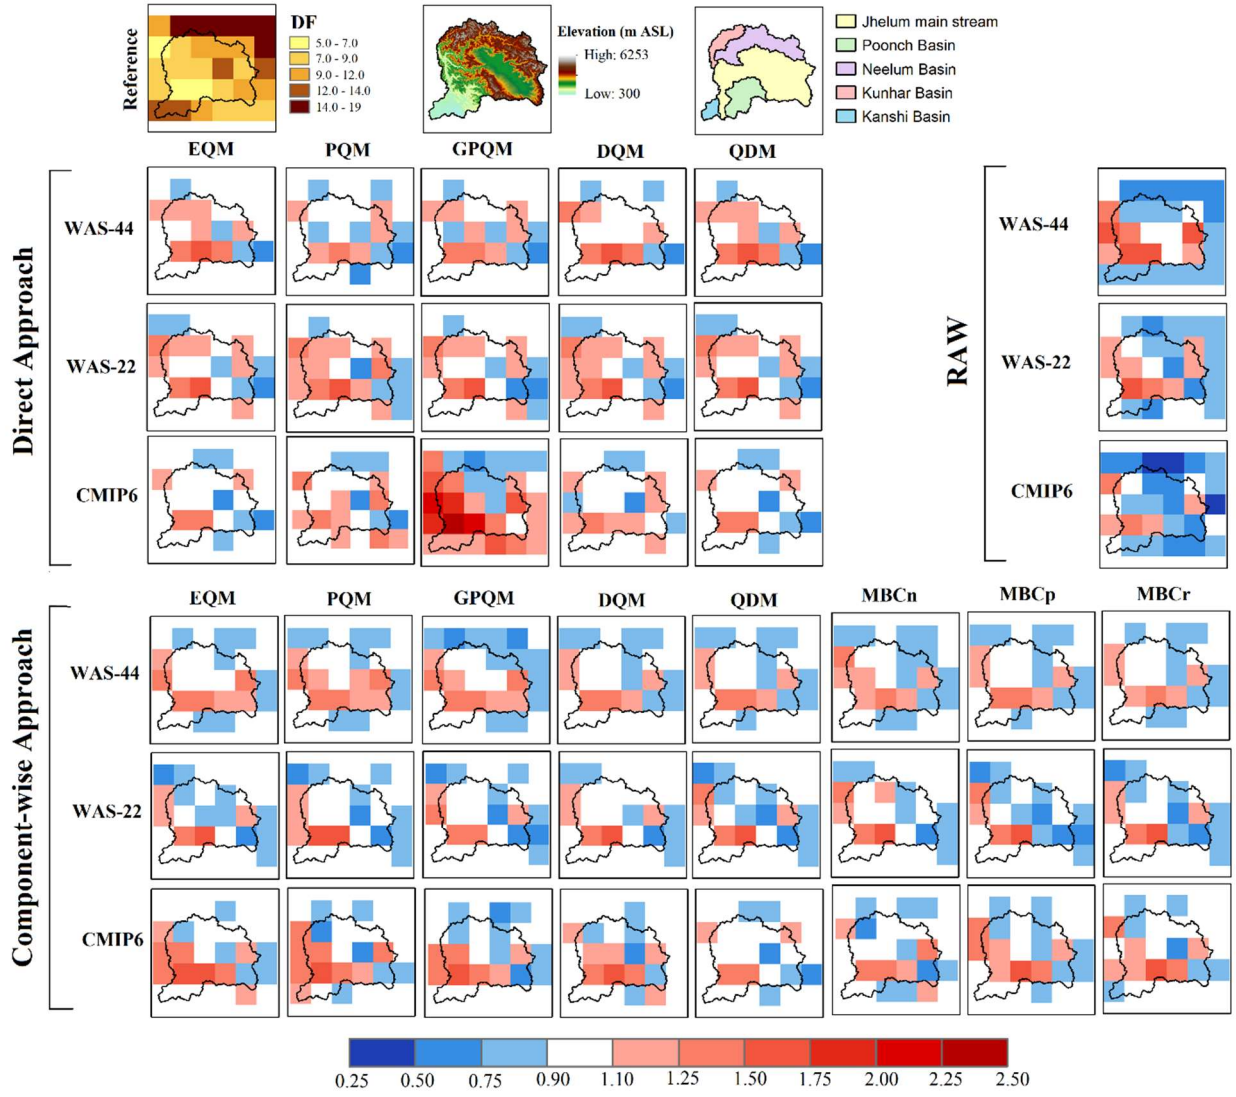 Reference
DF
5.0 - 7.0
7.0 - 9.0
9.0 - 12.0
12.0 - 14.0
14.0 - 19
Elevation (m ASL)
High: 6253
Low: 300
Jhelum main stream
Poonch Basin
Neelum Basin
Kunhar Basin
Kanshi Basin
EQM PQM GPQM DQM QDM
Direct Approach
WAS-44
WAS-22
CMIP6
RAW
WAS-44
WAS-22
CMIP6
EQM PQM GPQM DQM QDM MBCn MBCp MBCr
Component-wise Approach
WAS-44
WAS-22
CMIP6
0.25 0.50 0.75 0.90 1.10 1.25 1.50 1.75 2.00 2.25 2.50